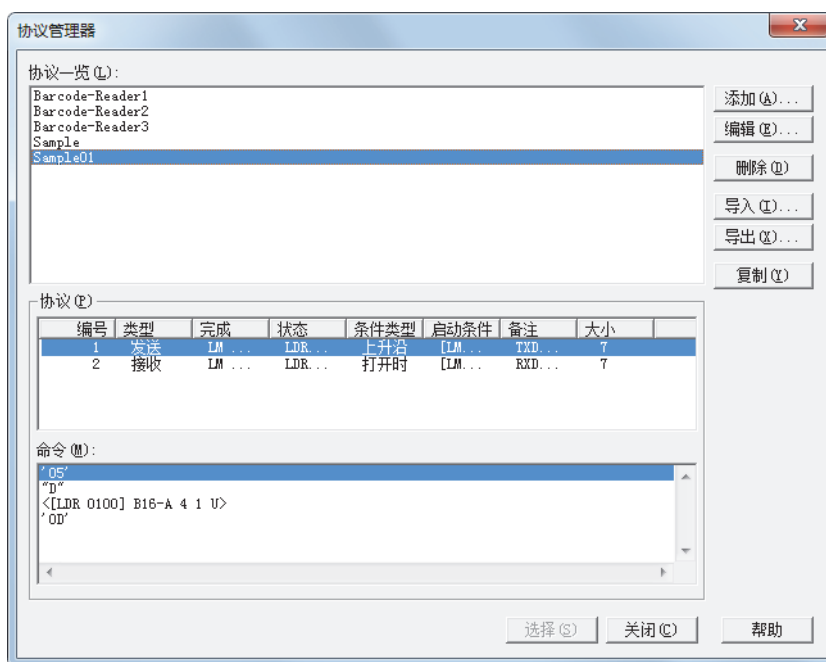 协议管理器
协议一览(L):
Barcode-Reader1
Barcode-Reader2
Barcode-Reader3
Sample
Sample01
添加(A)...
编辑(E)...
删除(D)
导入(I)...
导出(X)...
复制(Y)
协议(P)
编号 类型 完成 状态 条件类型 启动条件 备注 大小
1 发送 LM ... LDR... 上升沿 [LM... TXD... 7
2 接收 LM ... LDR... 打开时 [LM... RXD... 7
命令(M):
'05'
"D"
<[LDR 0100] B16-A 4 1 U>
'0D'
选择(S) 关闭(C) 帮助